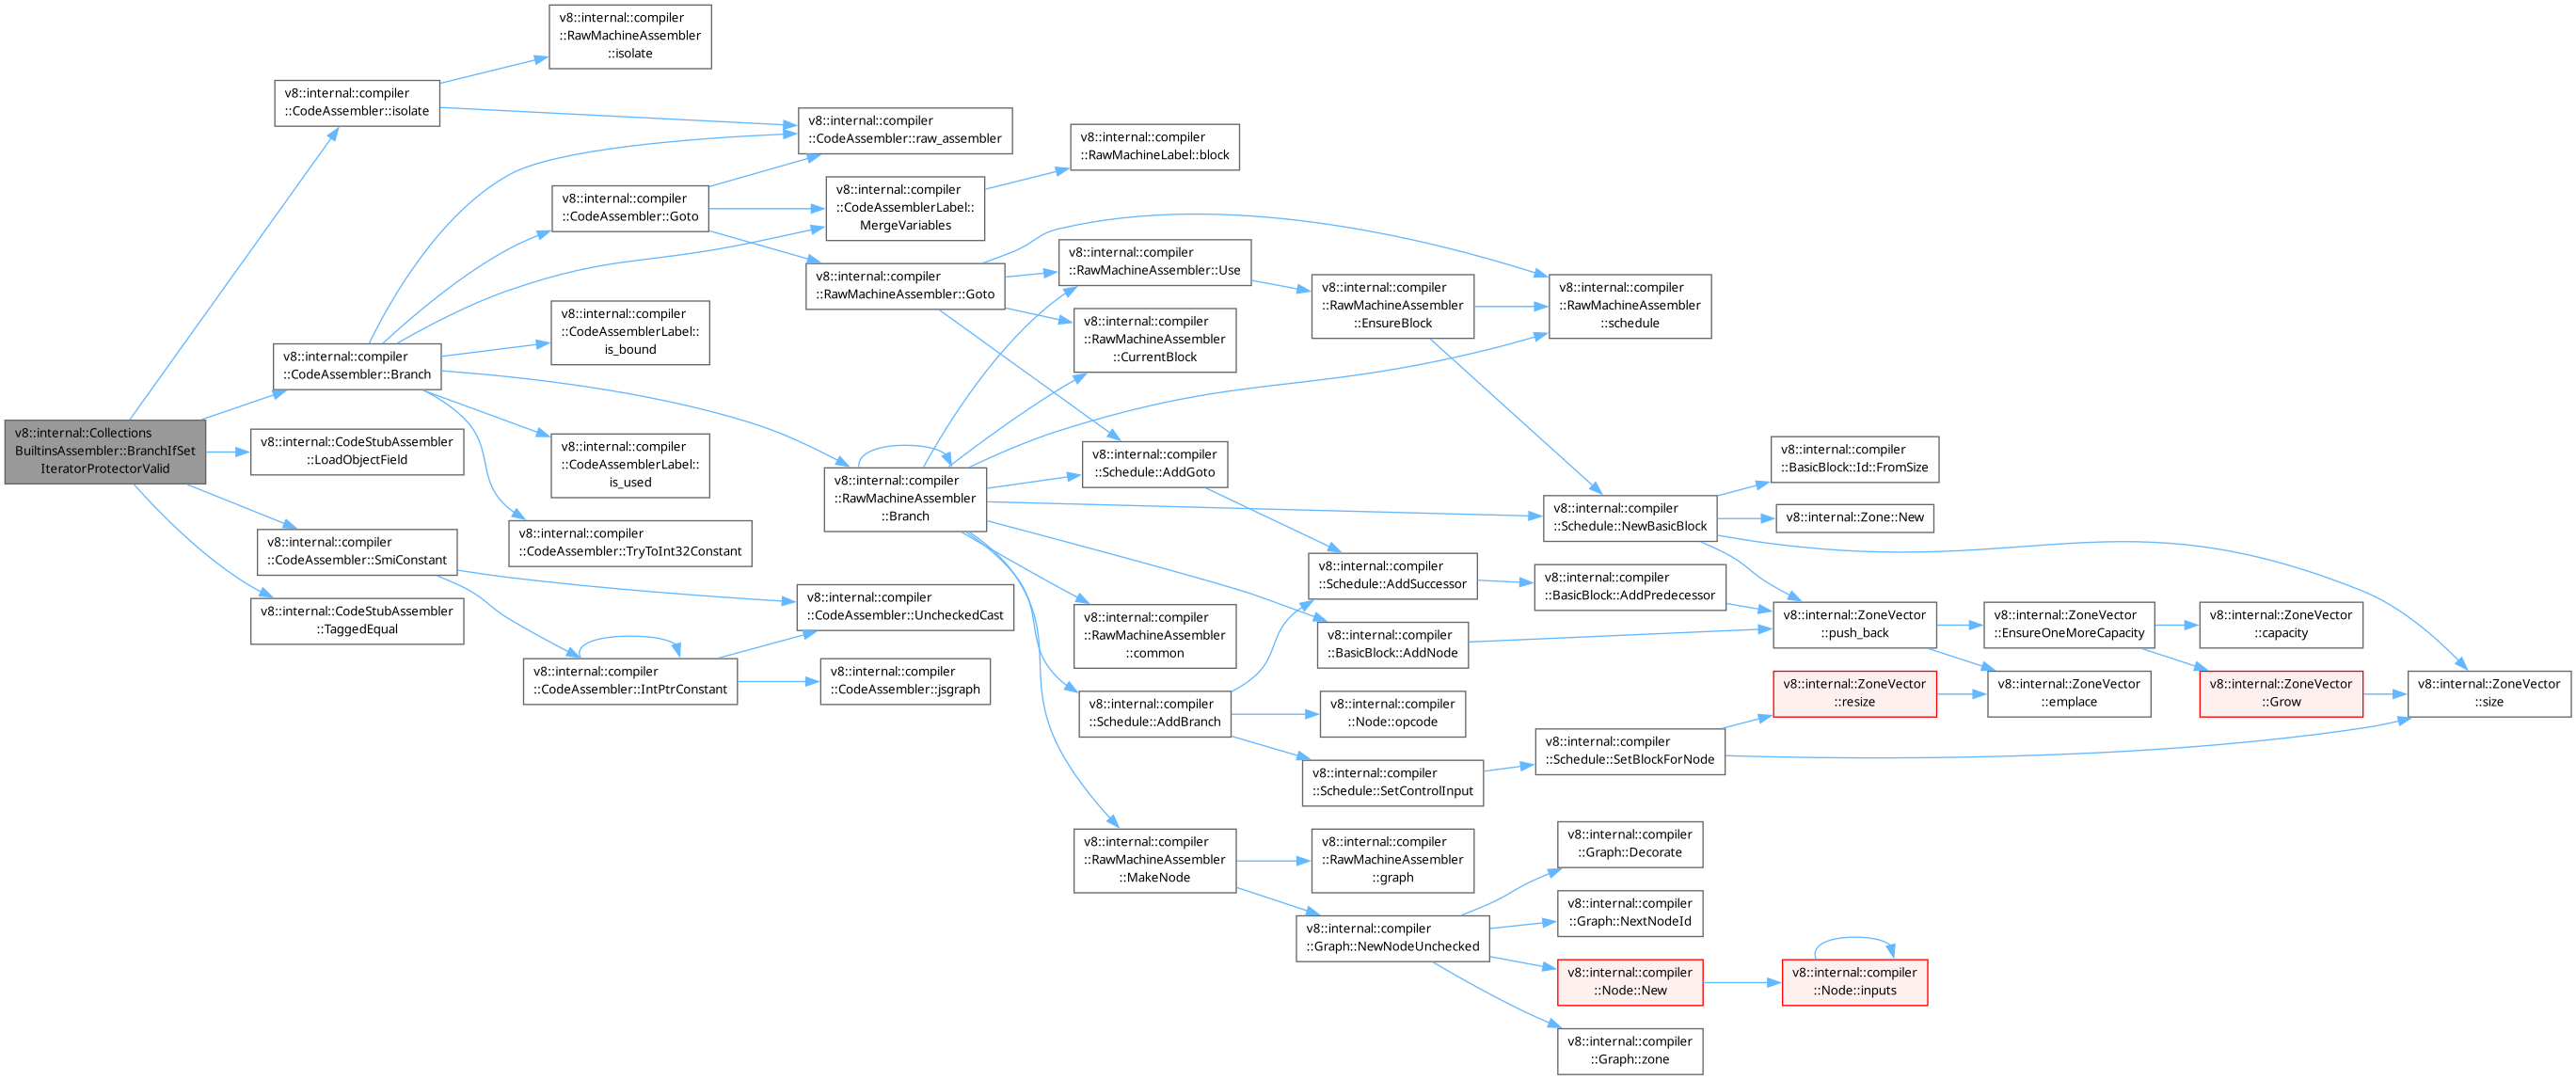 v8::internal::Collections
BuiltinsAssembler::BranchIfSet
IteratorProtectorValid
v8::internal::compiler
::CodeAssembler::isolate
v8::internal::compiler
::RawMachineAssembler
::isolate
v8::internal::compiler
::CodeAssembler::raw_assembler
v8::internal::compiler
::CodeAssembler::Branch
v8::internal::compiler
::CodeAssembler::Goto
v8::internal::compiler
::CodeAssemblerLabel::
MergeVariables
v8::internal::compiler
::RawMachineLabel::block
v8::internal::compiler
::RawMachineAssembler::Goto
v8::internal::compiler
::RawMachineAssembler::Use
v8::internal::compiler
::RawMachineAssembler
::EnsureBlock
v8::internal::compiler
::RawMachineAssembler
::schedule
v8::internal::compiler
::RawMachineAssembler
::CurrentBlock
v8::internal::compiler
::CodeAssemblerLabel::
is_bound
v8::internal::compiler
::CodeAssemblerLabel::
is_used
v8::internal::compiler
::CodeAssembler::TryToInt32Constant
v8::internal::compiler
::RawMachineAssembler
::Branch
v8::internal::compiler
::Schedule::AddGoto
v8::internal::compiler
::Schedule::NewBasicBlock
v8::internal::compiler
::BasicBlock::Id::FromSize
v8::internal::Zone::New
v8::internal::compiler
::Schedule::AddSuccessor
v8::internal::compiler
::BasicBlock::AddPredecessor
v8::internal::ZoneVector
::push_back
v8::internal::ZoneVector
::EnsureOneMoreCapacity
v8::internal::ZoneVector
::capacity
v8::internal::compiler
::RawMachineAssembler
::common
v8::internal::compiler
::BasicBlock::AddNode
v8::internal::compiler
::Schedule::AddBranch
v8::internal::compiler
::Node::opcode
v8::internal::compiler
::Schedule::SetControlInput
v8::internal::compiler
::Schedule::SetBlockForNode
v8::internal::ZoneVector
::resize
v8::internal::ZoneVector
::emplace
v8::internal::ZoneVector
::Grow
v8::internal::ZoneVector
::size
v8::internal::CodeStubAssembler
::LoadObjectField
v8::internal::compiler
::CodeAssembler::SmiConstant
v8::internal::CodeStubAssembler
::TaggedEqual
v8::internal::compiler
::CodeAssembler::UncheckedCast
v8::internal::compiler
::CodeAssembler::IntPtrConstant
v8::internal::compiler
::CodeAssembler::jsgraph
v8::internal::compiler
::RawMachineAssembler
::MakeNode
v8::internal::compiler
::RawMachineAssembler
::graph
v8::internal::compiler
::Graph::NewNodeUnchecked
v8::internal::compiler
::Graph::Decorate
v8::internal::compiler
::Graph::NextNodeId
v8::internal::compiler
::Node::New
v8::internal::compiler
::Node::inputs
v8::internal::compiler
::Graph::zone